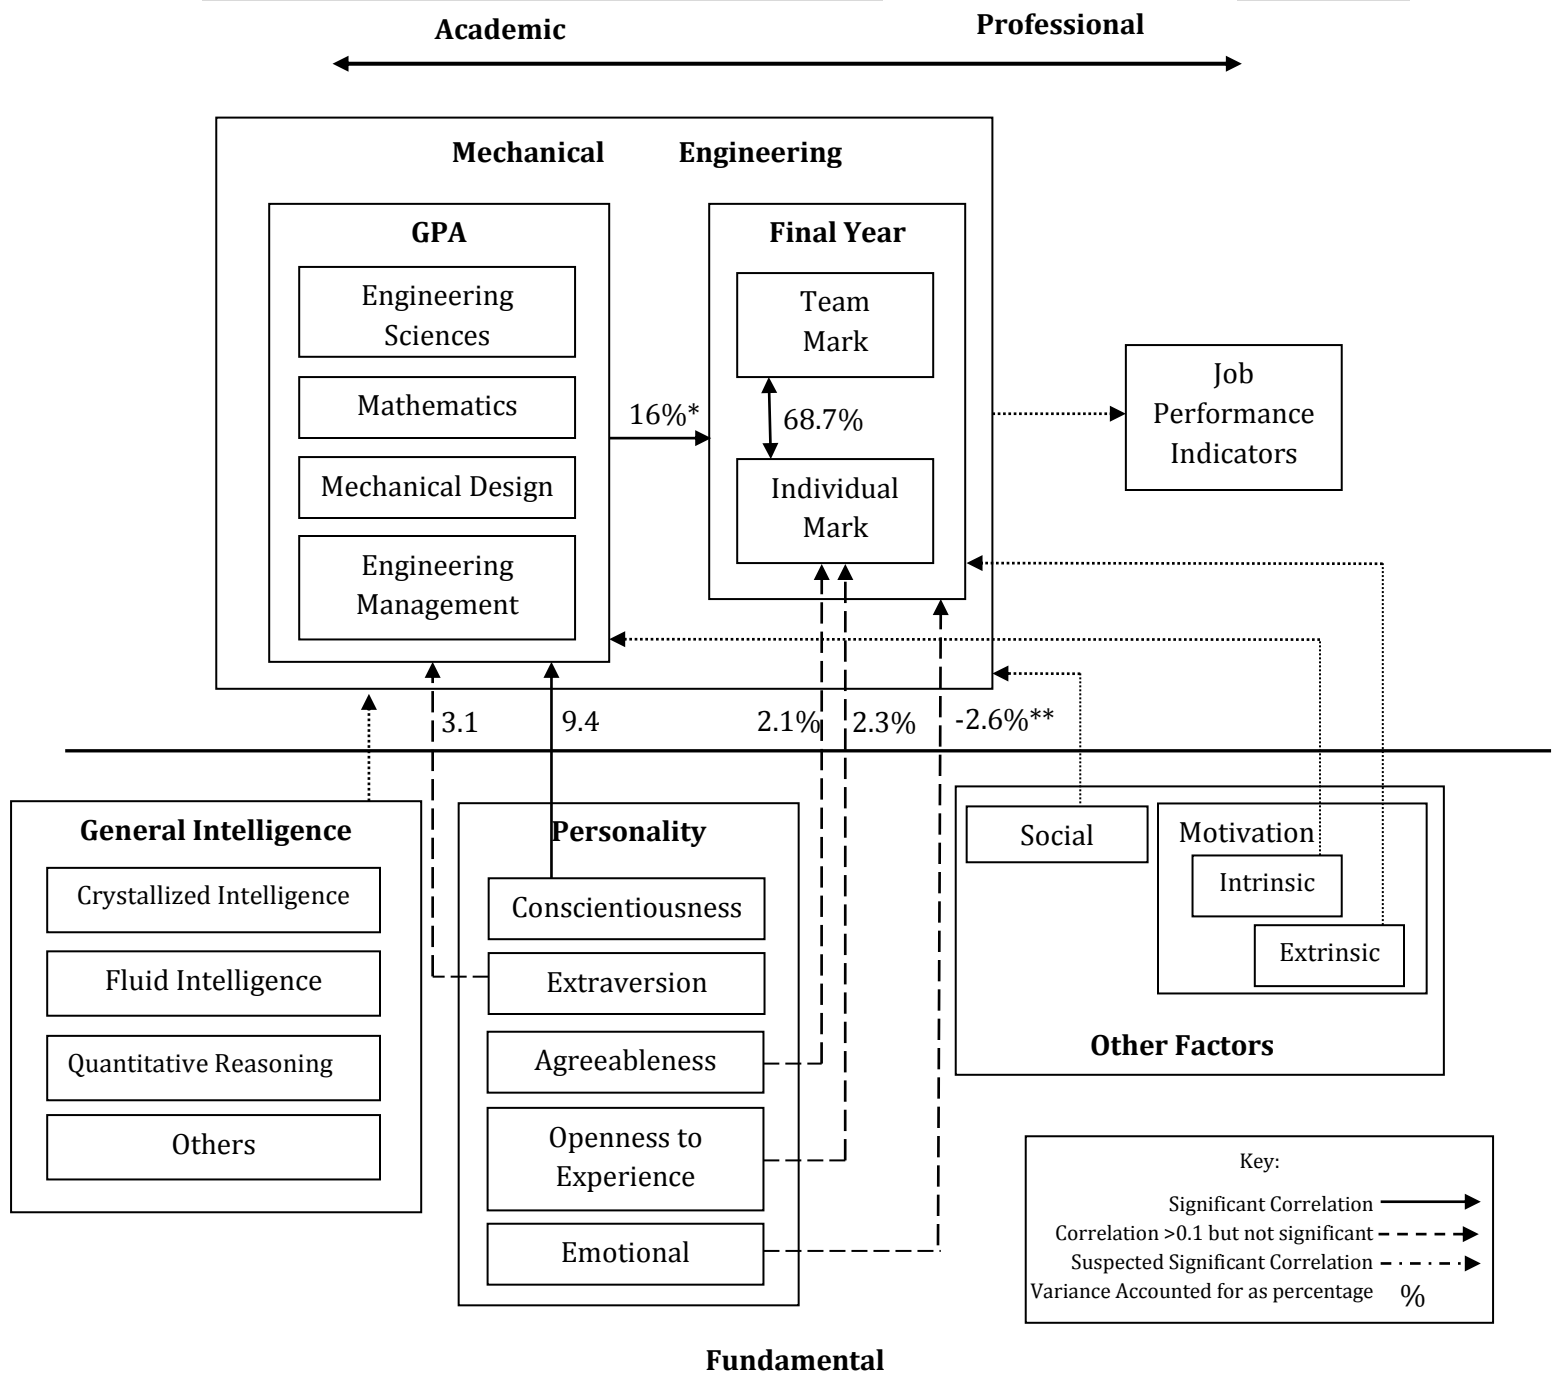 Academic
Professional
Mechanical Engineering
GPA
Engineering
Sciences
Mathematics
Mechanical Design
Engineering
Management
16%*
Final Year
Team
Mark
68.7%
Individual
Mark
Job
Performance
Indicators
3.1
9.4
2.1%
2.3%
-2.6%**
General Intelligence
Crystallized Intelligence
Fluid Intelligence
Quantitative Reasoning
Others
Personality
Conscientiousness
Extraversion
Agreeableness
Openness to
Experience
Emotional
Social
Motivation
Intrinsic
Extrinsic
Other Factors
Key:
Significant Correlation
Correlation >0.1 but not significant
Suspected Significant Correlation
Variance Accounted for as percentage %
Fundamental